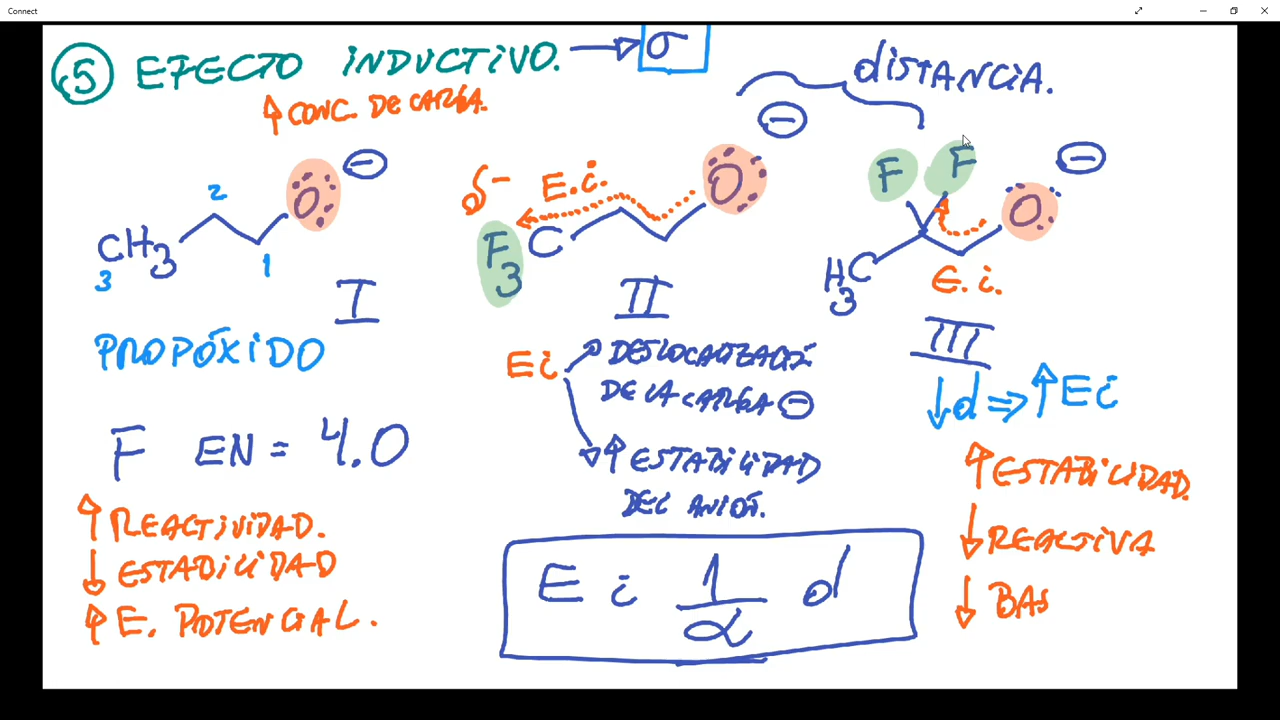 Connect
5 EFECTO INDUCTIVO. σ
↑ CONC. DE CARGA.
DISTANCIA.
CH3 2 1 3 O −
I
PROPÓXIDO
δ− E.i. F3C O −
II
F F O − H3C E.i.
III
Ei DESLOCALIZACIÓN
DE LA CARGA −
↑ ESTABILIDAD
DEL ANIÓN.
↓ d ⇒ ↑ Ei
F EN = 4.0
↑ REACTIVIDAD.
↓ ESTABILIDAD
↑ E. POTENCIAL.
E i 1/α d
↑ ESTABILIDAD.
↓ REACTIVA
↓ BAS